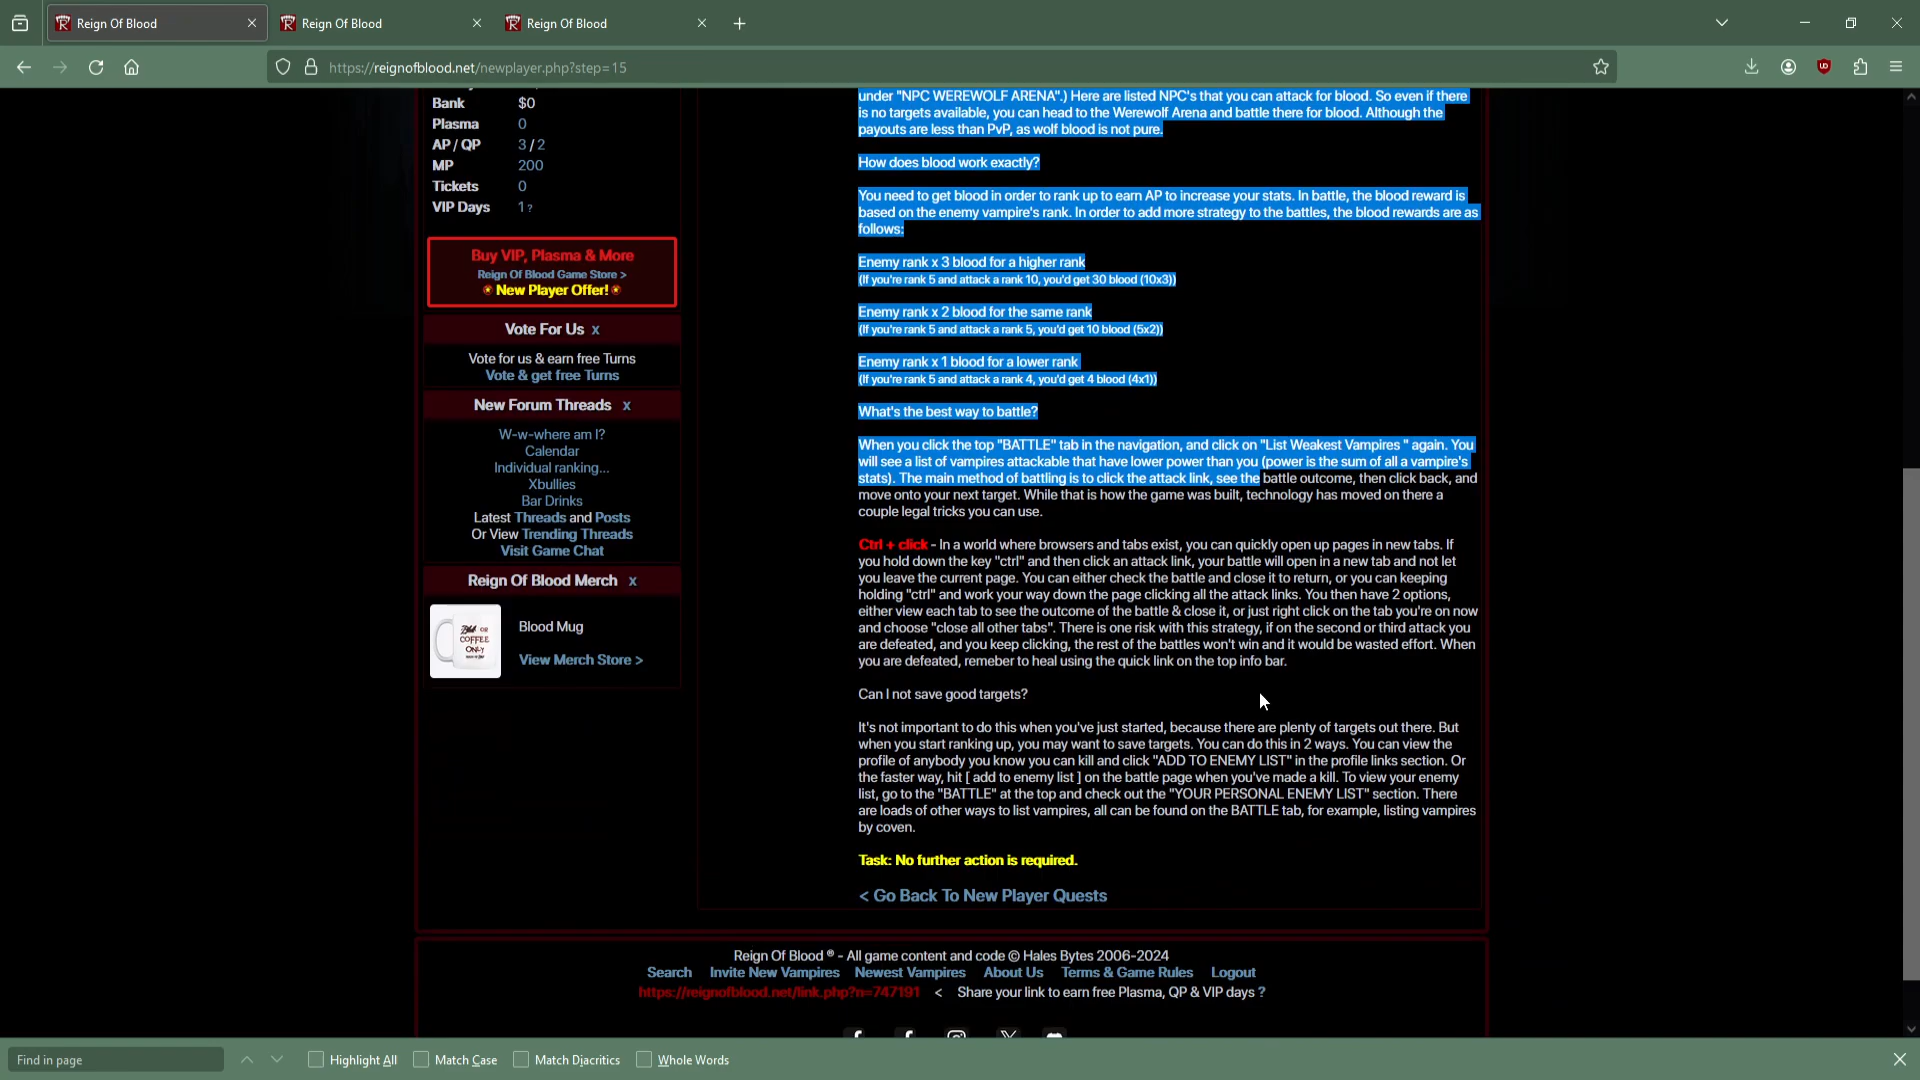 Reign Of Blood
Reign Of Blood
Reign Of Blood
https://reignofblood.net/newplayer.php?step=15
Bank $0
Plasma 0
AP / QP 3 / 2
MP 200
Tickets 0
VIP Days 1 ?
Buy VIP, Plasma & More
Reign Of Blood Game Store >
New Player Offer!
Vote For Us x
Vote for us & earn free Turns
Vote & get free Turns
New Forum Threads x
W-w-where am I?
Calendar
Individual ranking...
Xbullies
Bar Drinks
Latest Threads and Posts
Or View Trending Threads
Visit Game Chat
Reign Of Blood Merch x
COFFEE
ONLY
Blood Mug
View Merch Store >
under "NPC WEREWOLF ARENA".) Here are listed NPC's that you can attack for blood. So even if there
is no targets available, you can head to the Werewolf Arena and battle there for blood. Although the
payouts are less than PvP, as wolf blood is not pure.
How does blood work exactly?
You need to get blood in order to rank up to earn AP to increase your stats. In battle, the blood reward is
based on the enemy vampire's rank. In order to add more strategy to the battles, the blood rewards are as
follows:
Enemy rank x 3 blood for a higher rank
(If you're rank 5 and attack a rank 10, you'd get 30 blood (10x3))
Enemy rank x 2 blood for the same rank
(If you're rank 5 and attack a rank 5, you'd get 10 blood (5x2))
Enemy rank x 1 blood for a lower rank
(If you're rank 5 and attack a rank 4, you'd get 4 blood (4x1))
What's the best way to battle?
When you click the top "BATTLE" tab in the navigation, and click on "List Weakest Vampires " again. You
will see a list of vampires attackable that have lower power than you (power is the sum of all a vampire's
stats). The main method of battling is to click the attack link, see the battle outcome, then click back, and
move onto your next target. While that is how the game was built, technology has moved on there a
couple legal tricks you can use.
Ctrl + click - In a world where browsers and tabs exist, you can quickly open up pages in new tabs. If
you hold down the key "ctrl" and then click an attack link, your battle will open in a new tab and not let
you leave the current page. You can either check the battle and close it to return, or you can keeping
holding "ctrl" and work your way down the page clicking all the attack links. You then have 2 options,
either view each tab to see the outcome of the battle & close it, or just right click on the tab you're on now
and choose "close all other tabs". There is one risk with this strategy, if on the second or third attack you
are defeated, and you keep clicking, the rest of the battles won't win and it would be wasted effort. When
you are defeated, remeber to heal using the quick link on the top info bar.
Can I not save good targets?
It's not important to do this when you've just started, because there are plenty of targets out there. But
when you start ranking up, you may want to save targets. You can do this in 2 ways. You can view the
profile of anybody you know you can kill and click "ADD TO ENEMY LIST" in the profile links section. Or
the faster way, hit [ add to enemy list ] on the battle page when you've made a kill. To view your enemy
list, go to the "BATTLE" at the top and check out the "YOUR PERSONAL ENEMY LIST" section. There
are loads of other ways to list vampires, all can be found on the BATTLE tab, for example, listing vampires
by coven.
Task: No further action is required.
< Go Back To New Player Quests
Reign Of Blood ® - All game content and code © Hales Bytes 2006-2024
Search Invite New Vampires Newest Vampires About Us Terms & Game Rules Logout
https://reignofblood.net/link.php?n=747191 < Share your link to earn free Plasma, QP & VIP days ?
Find in page
Highlight All Match Case Match Diacritics Whole Words